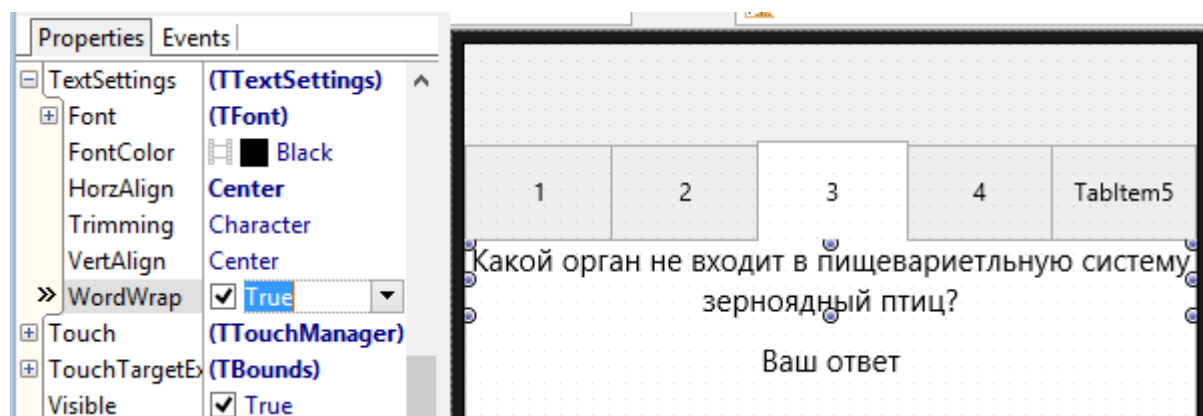 Properties Events
TextSettings (TTextSettings)
Font (TFont)
FontColor Black
HorzAlign Center
Trimming Character
VertAlign Center
WordWrap True
Touch (TTouchManager)
TouchTargetEx (TBounds)
Visible True
1 2 3 4 TabItem5
Какой орган не входит в пищевариетльную систему
зерноядный птиц?
Ваш ответ